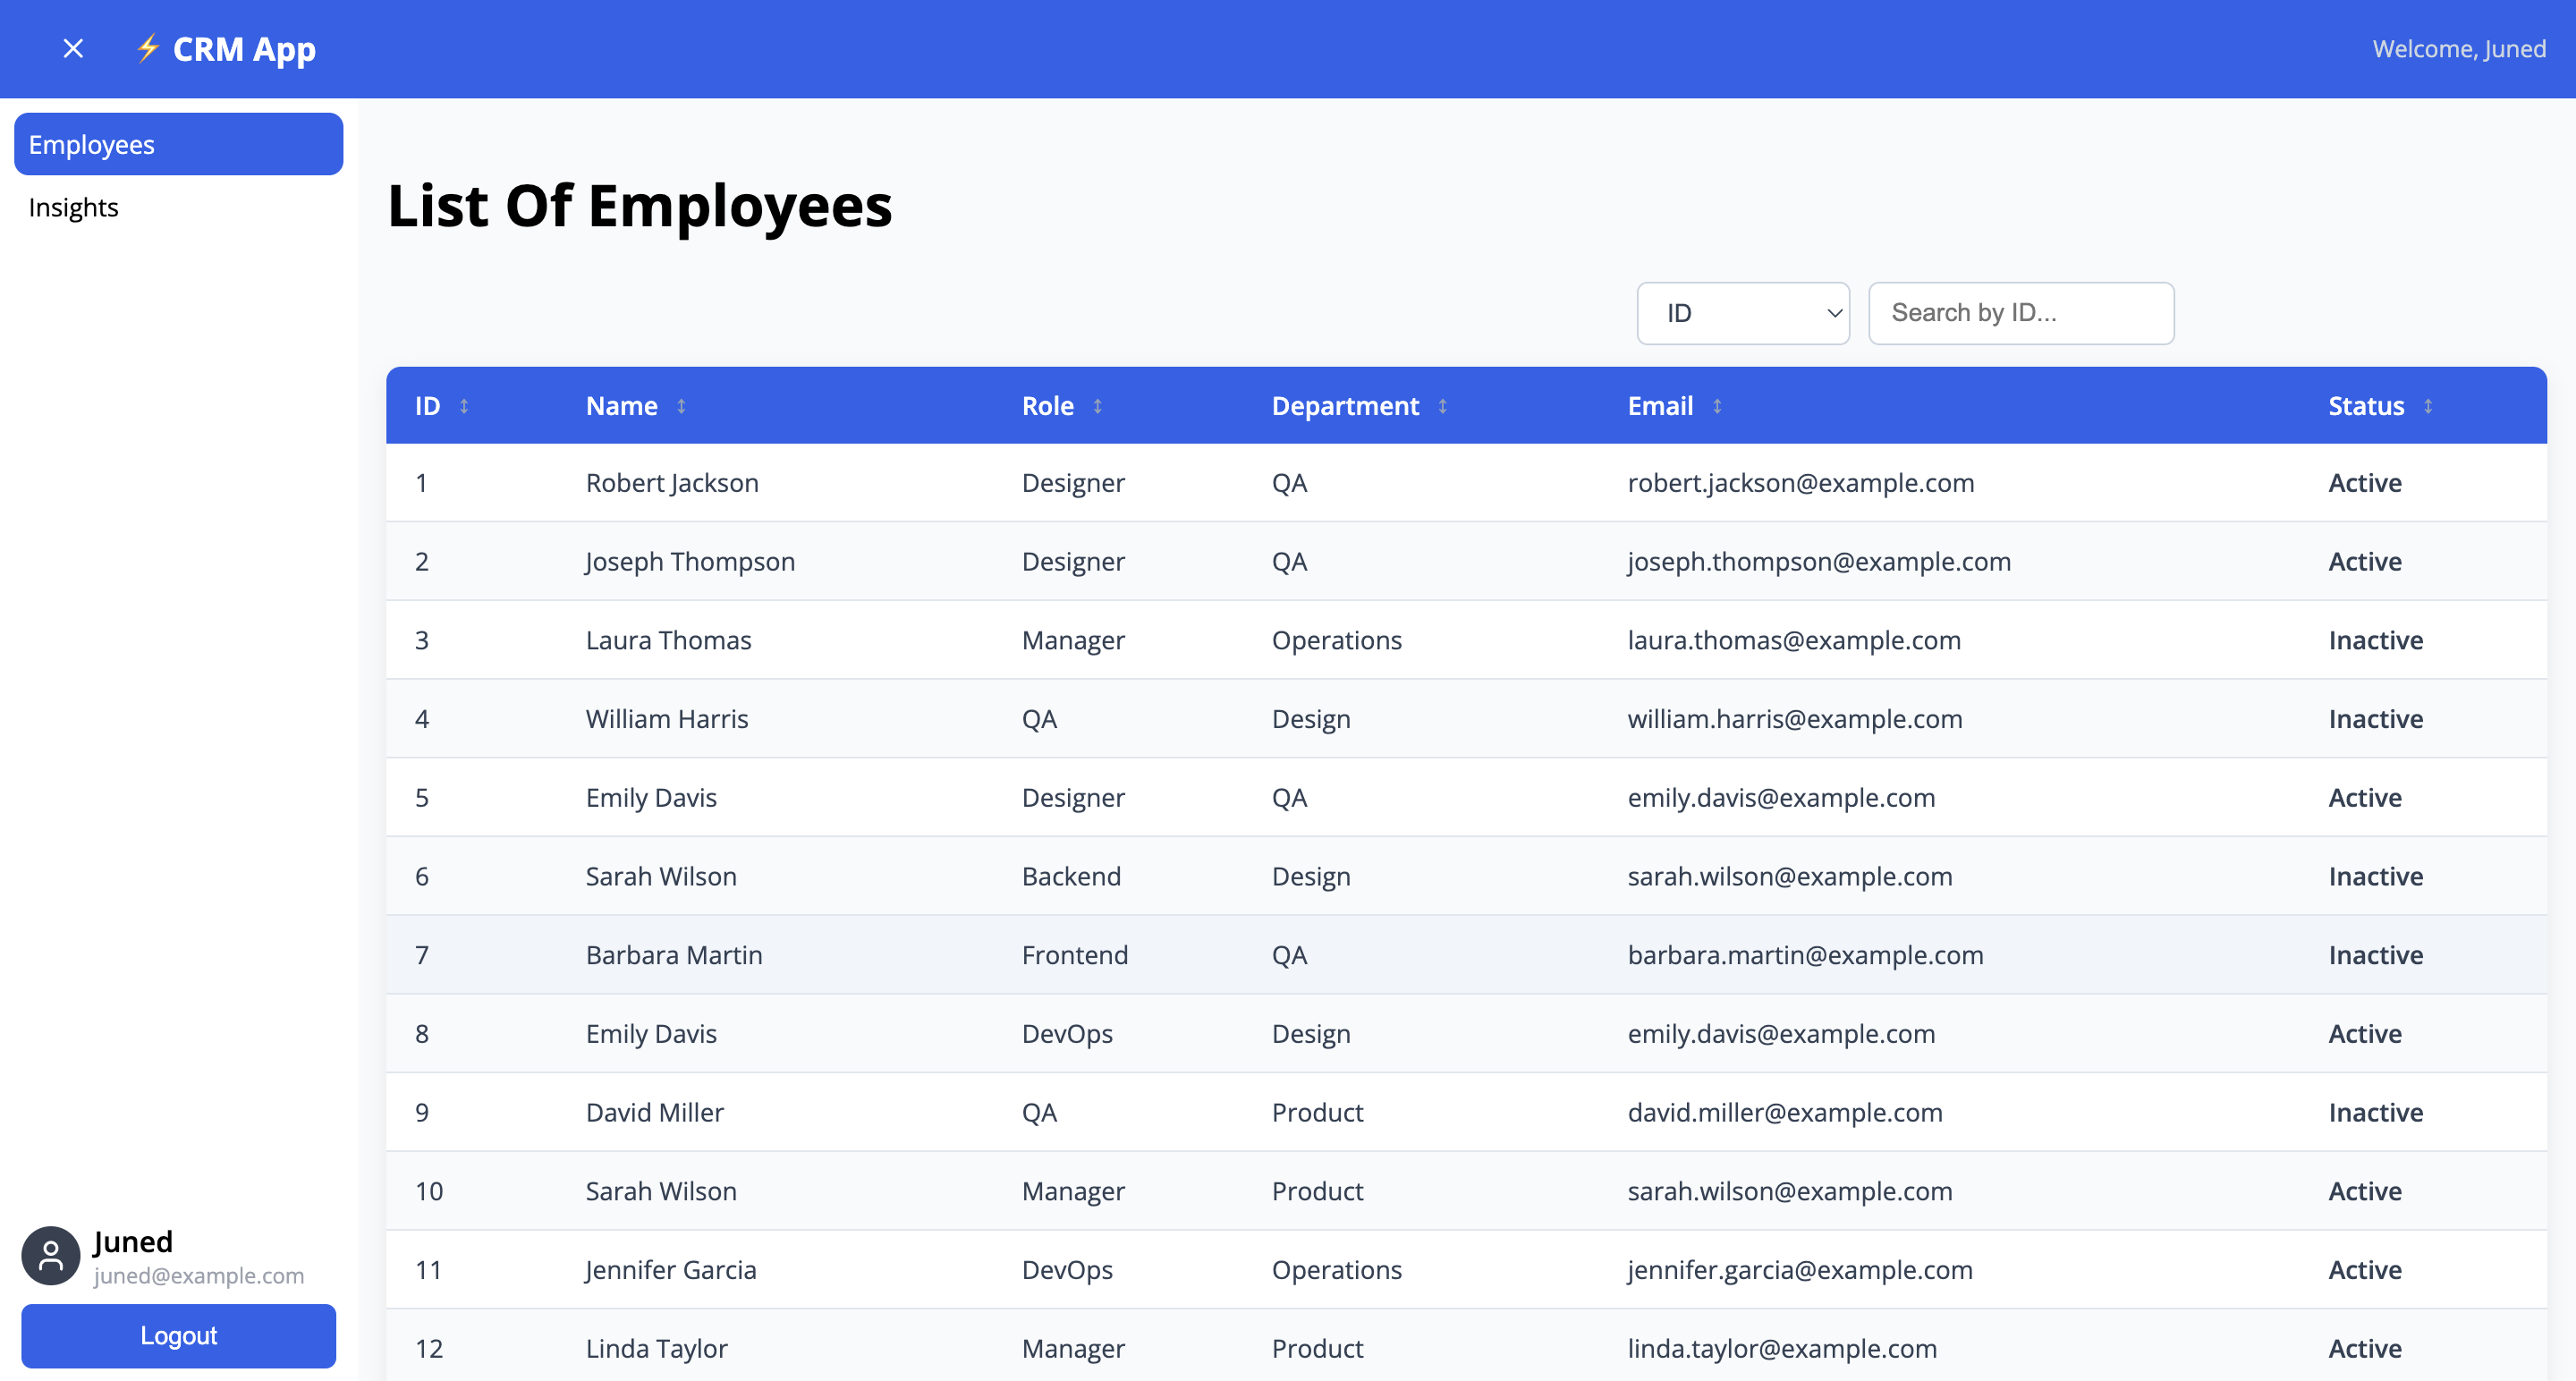 ⚡ CRM App Welcome, Juned
Employees
Insights
List Of Employees
ID Search by ID...
ID ↕ Name ↕ Role ↕ Department ↕ Email ↕ Status ↕
1 Robert Jackson Designer QA robert.jackson@example.com Active
2 Joseph Thompson Designer QA joseph.thompson@example.com Active
3 Laura Thomas Manager Operations laura.thomas@example.com Inactive
4 William Harris QA Design william.harris@example.com Inactive
5 Emily Davis Designer QA emily.davis@example.com Active
6 Sarah Wilson Backend Design sarah.wilson@example.com Inactive
7 Barbara Martin Frontend QA barbara.martin@example.com Inactive
8 Emily Davis DevOps Design emily.davis@example.com Active
9 David Miller QA Product david.miller@example.com Inactive
10 Sarah Wilson Manager Product sarah.wilson@example.com Active
11 Jennifer Garcia DevOps Operations jennifer.garcia@example.com Active
12 Linda Taylor Manager Product linda.taylor@example.com Active
Juned
juned@example.com
Logout